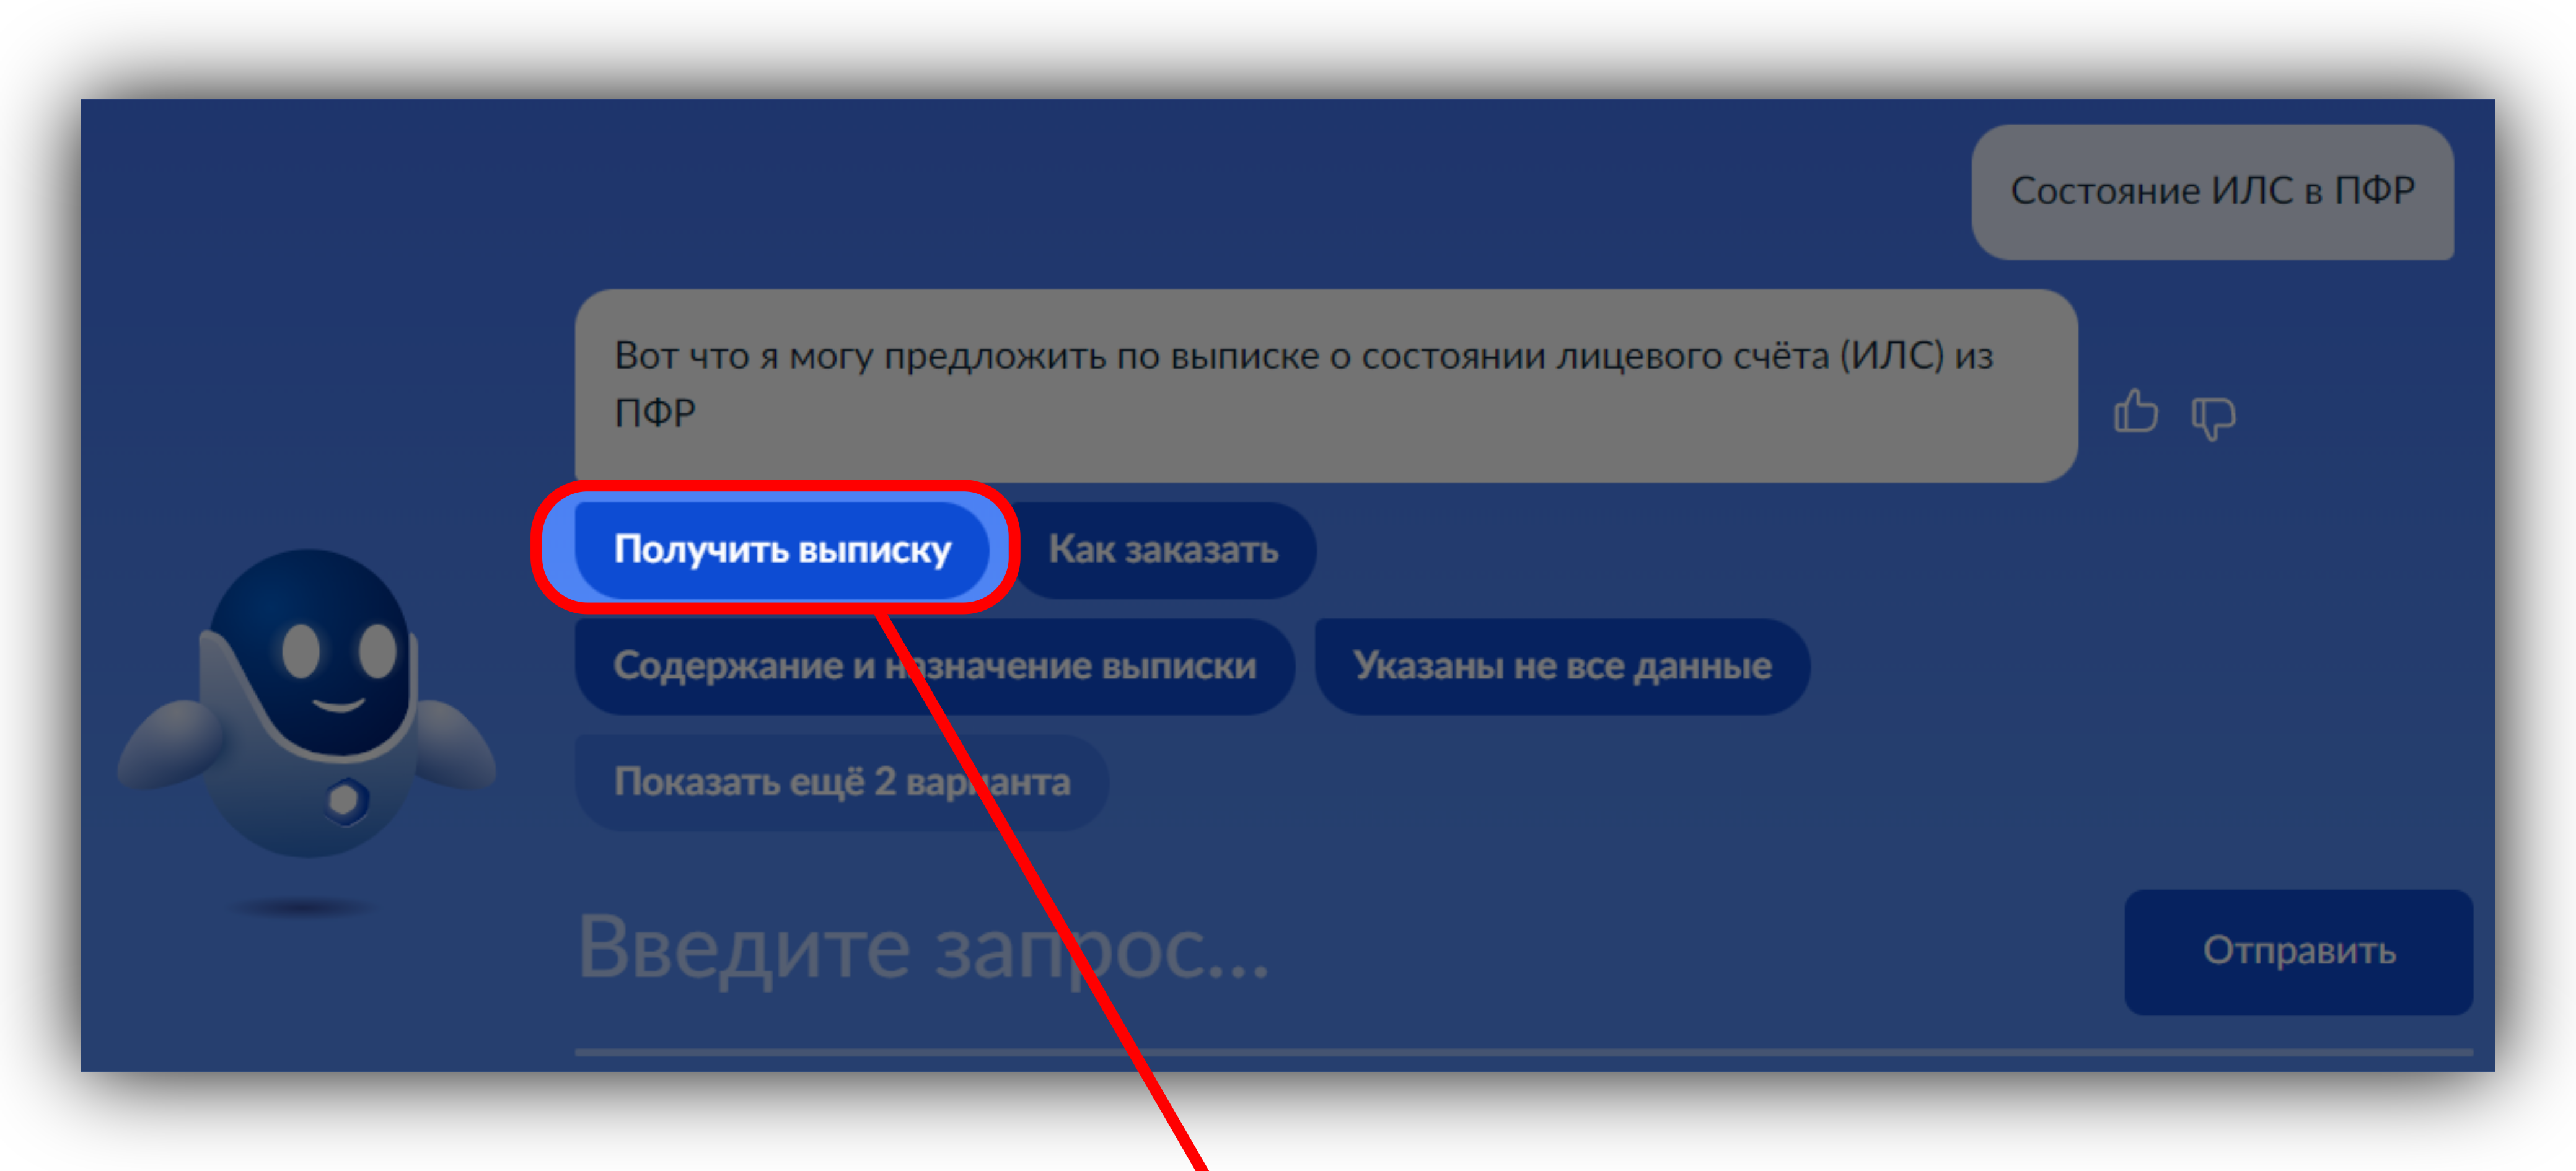 Состояние ИЛС в ПФР
Вот что я могу предложить по выписке о состоянии лицевого счёта (ИЛС) из
ПФР
Получить выписку
Как заказать
Содержание и назначение выписки
Указаны не все данные
Показать ещё 2 варианта
Введите запрос...
Отправить